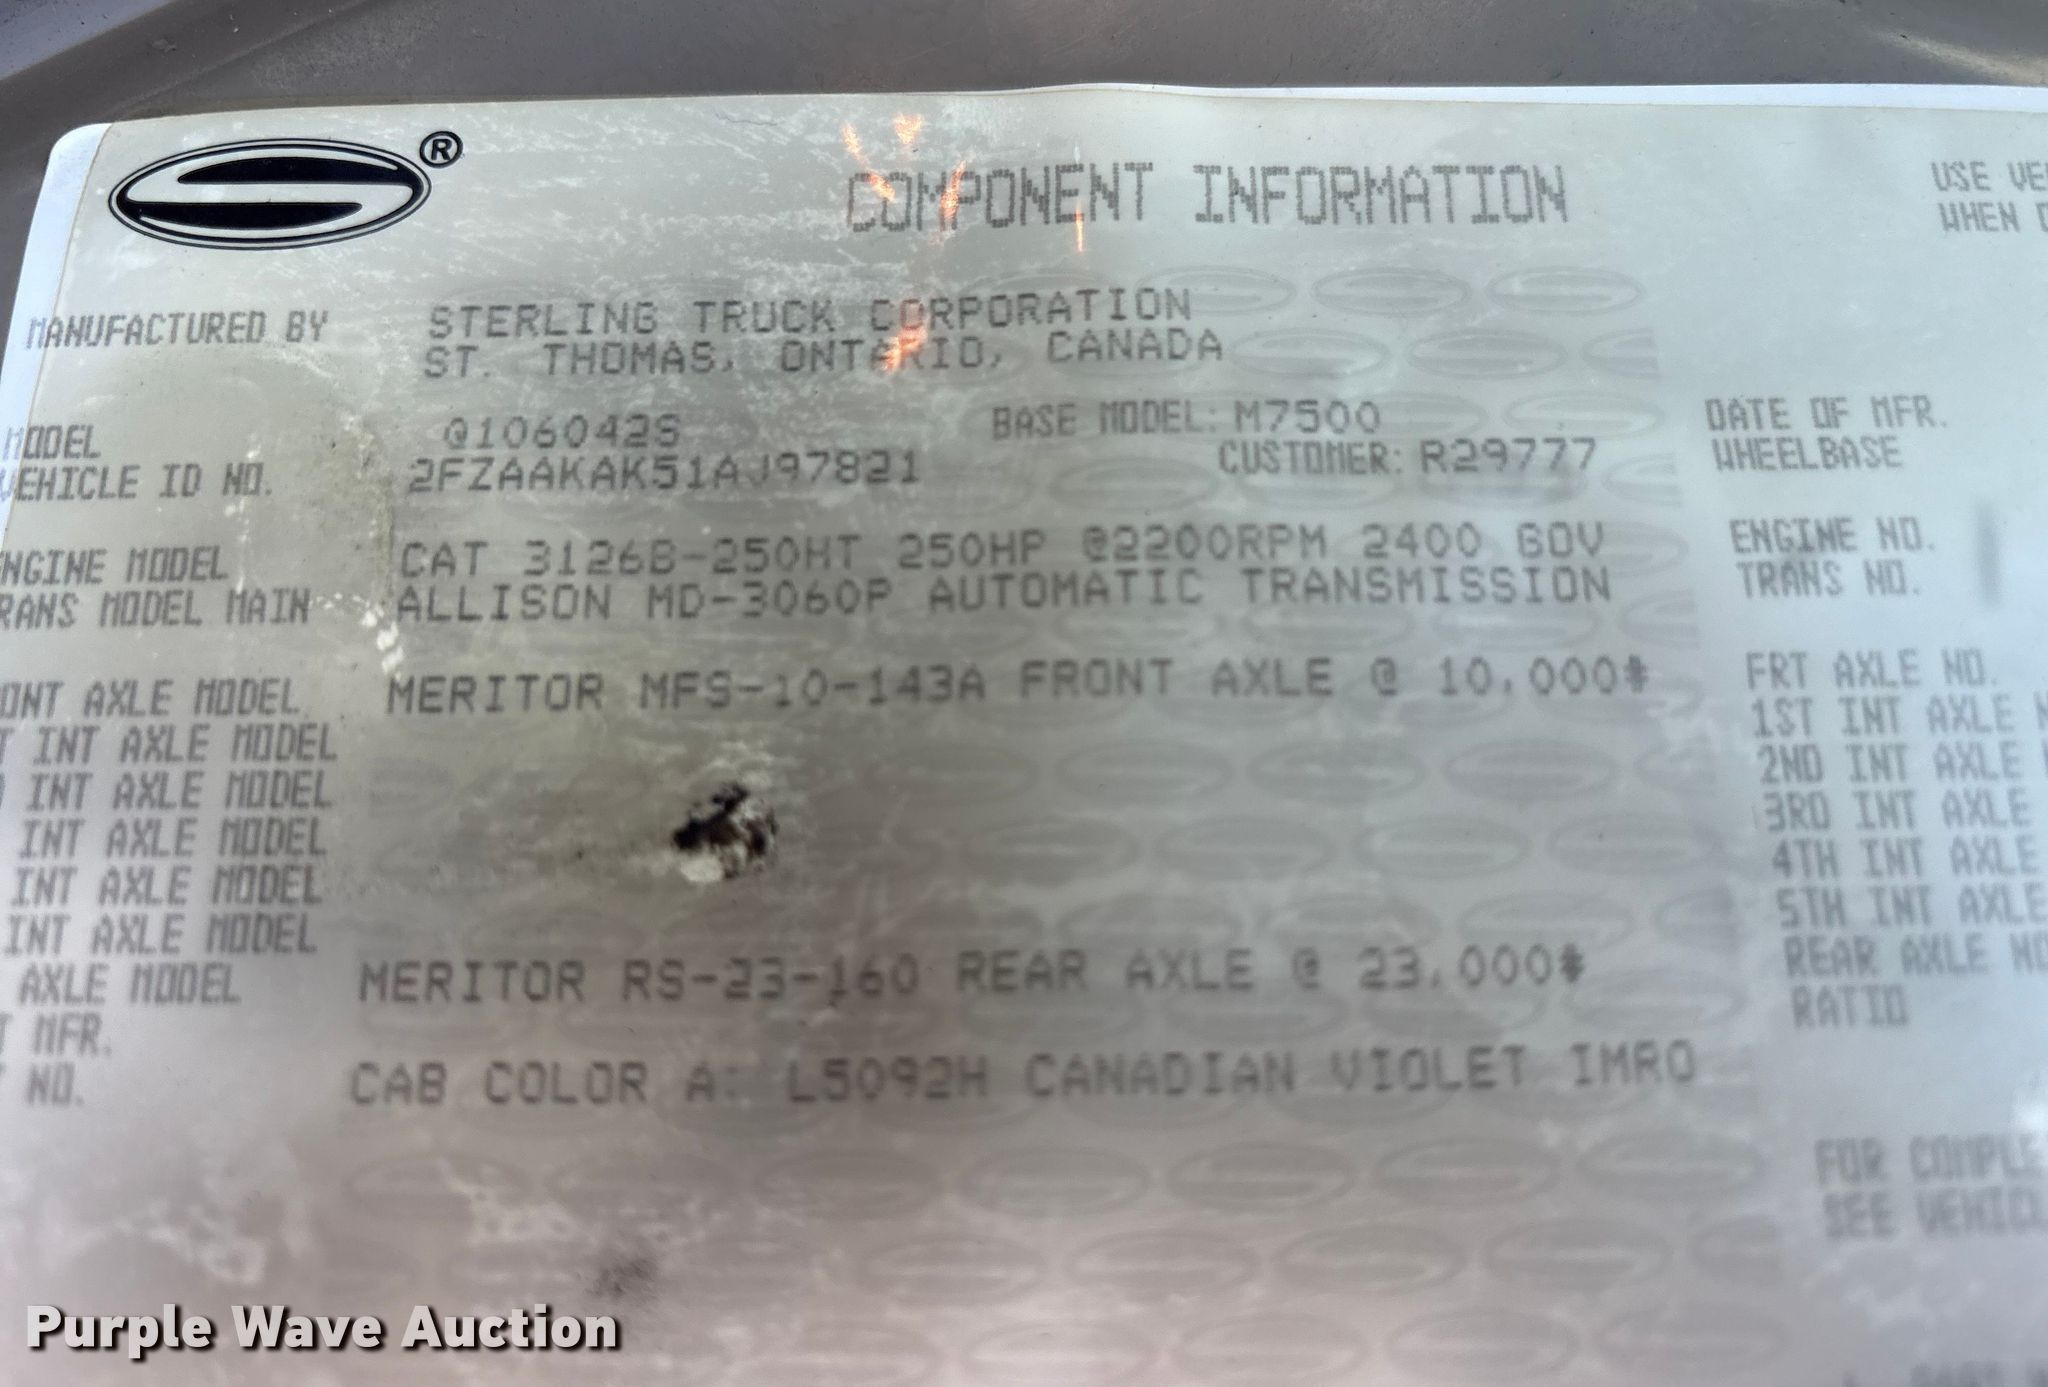 ®
COMPONENT INFORMATION
USE VE
WHEN
MANUFACTURED BY STERLING TRUCK CORPORATION
ST. THOMAS, ONTARIO, CANADA
MODEL @106042S BASE MODEL: M7500 DATE OF MFR.
VEHICLE ID NO. 2FZAAKAK51AJ97821 CUSTOMER: R29777 WHEELBASE
NGINE MODEL CAT 3126B-250HT 250HP @2200RPM 2400 GOV ENGINE NO.
RANS MODEL MAIN ALLISON MD-3060P AUTOMATIC TRANSMISSION TRANS NO.
ONT AXLE MODEL MERITOR MFS-10-143A FRONT AXLE @ 10,000# FRT AXLE NO.
T INT AXLE MODEL 1ST INT AXLE N
INT AXLE MODEL 2ND INT AXLE
INT AXLE MODEL 3RD INT AXLE
INT AXLE MODEL 4TH INT AXLE
INT AXLE MODEL 5TH INT AXLE
AXLE MODEL MERITOR RS-23-160 REAR AXLE @ 23,000# REAR AXLE NO
T MFR. RATIO
NO. CAB COLOR A: L5092H CANADIAN VIOLET IMRO
FOR COMPLE
SEE VEHICL
Purple Wave Auction